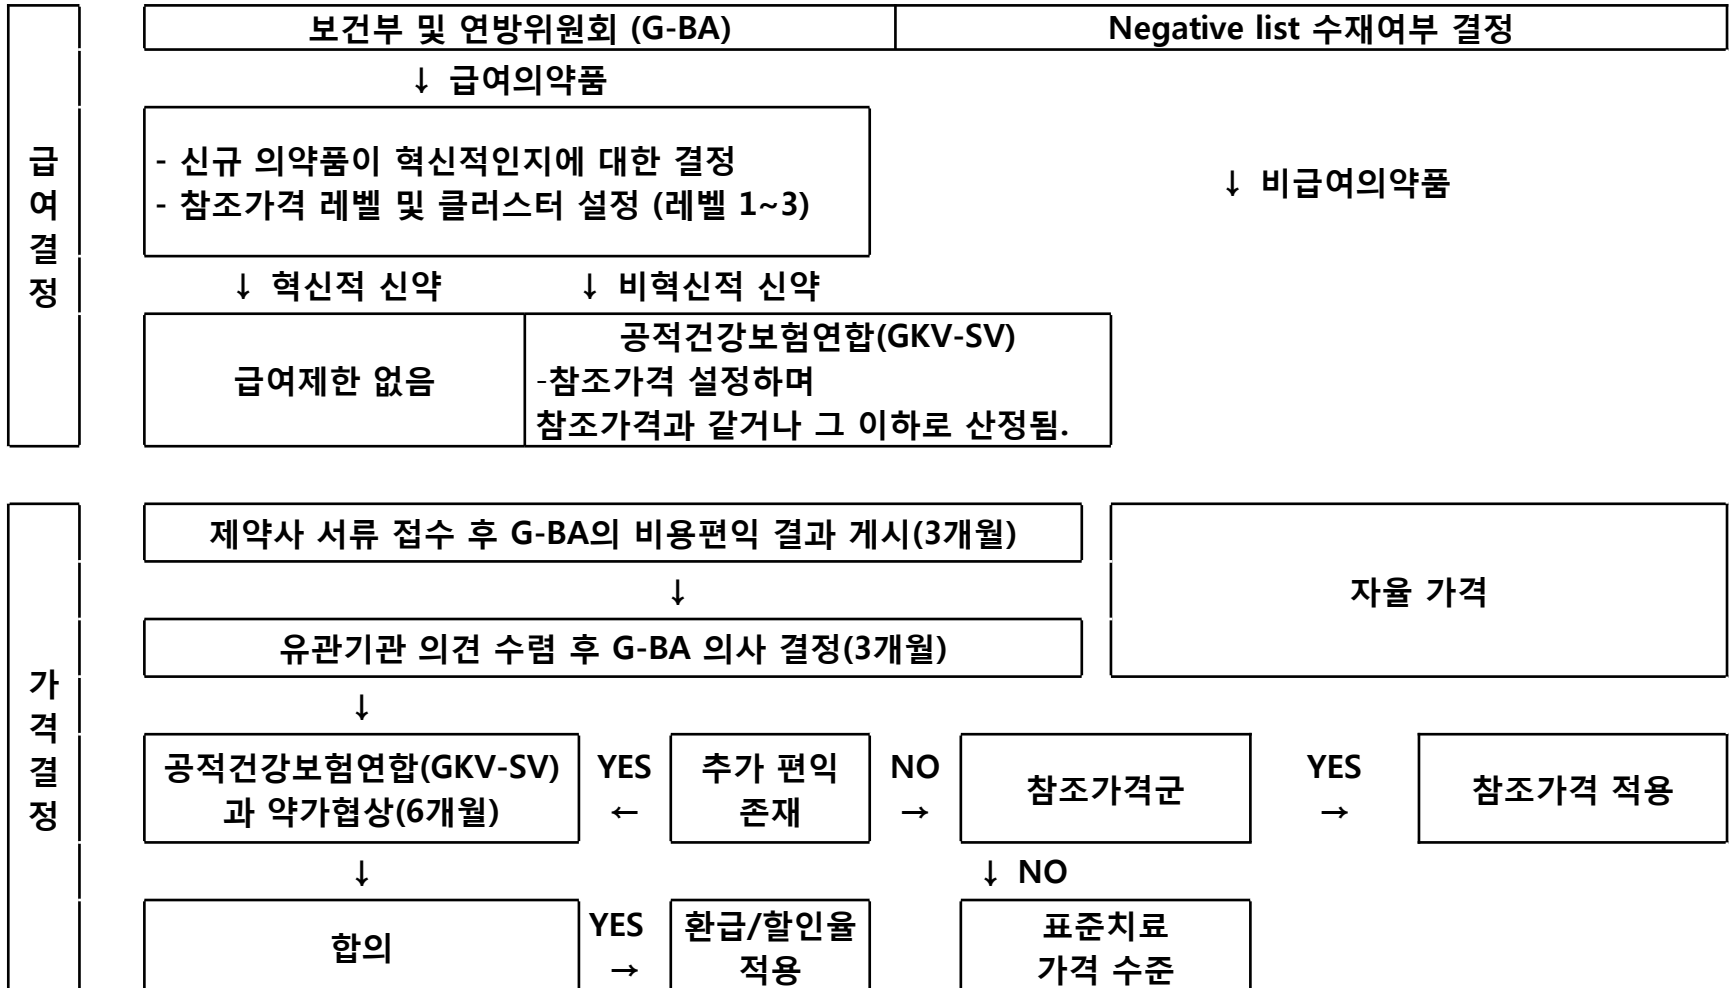 급
여
결
정
보건부 및 연방위원회 (G-BA)
Negative list 수재여부 결정
↓ 급여의약품
- 신규 의약품이 혁신적인지에 대한 결정
- 참조가격 레벨 및 클러스터 설정 (레벨 1~3)
↓ 비급여의약품
↓ 혁신적 신약
↓ 비혁신적 신약
급여제한 없음
공적건강보험연합(GKV-SV)
-참조가격 설정하며
참조가격과 같거나 그 이하로 산정됨.
가
격
결
정
제약사 서류 접수 후 G-BA의 비용편익 결과 게시(3개월)
자율 가격
↓
유관기관 의견 수렴 후 G-BA 의사 결정(3개월)
↓
공적건강보험연합(GKV-SV)
과 약가협상(6개월)
YES
←
추가 편익
존재
NO
→
참조가격군
YES
→
참조가격 적용
↓
↓ NO
합의
YES
→
환급/할인율
적용
표준치료
가격 수준